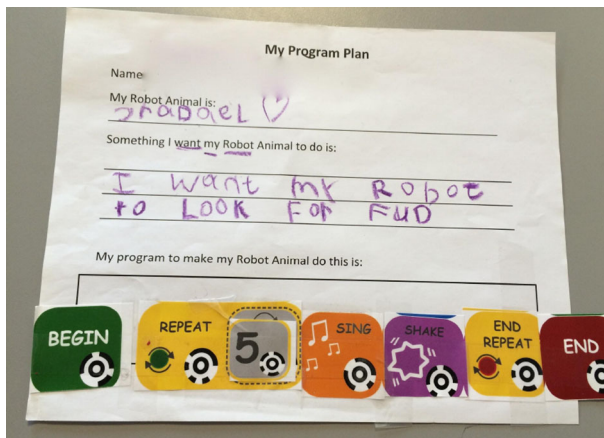 My Program Plan
Name
My Robot Animal is:
Something I want my Robot Animal to do is:
I want my Robot
to Look For FUD
My program to make my Robot Animal do this is:
BEGIN
REPEAT
5
SING
SHAKE
END
REPEAT
END